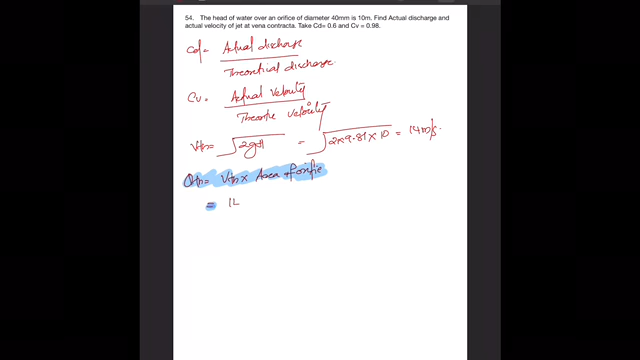 54. The head of water over an orifice of diameter 40mm is 10m. Find Actual discharge and
actual velocity of jet at vena contracta. Take Cd= 0.6 and Cv = 0.98.
Cd= Actual discharge
Theoretical discharge.
Cv= Actual Velocity
Theoretic velocity
Vth= √2gH = √2×9.81×10 = 14m/s.
Qth= Vth× Area of orifice
= 14